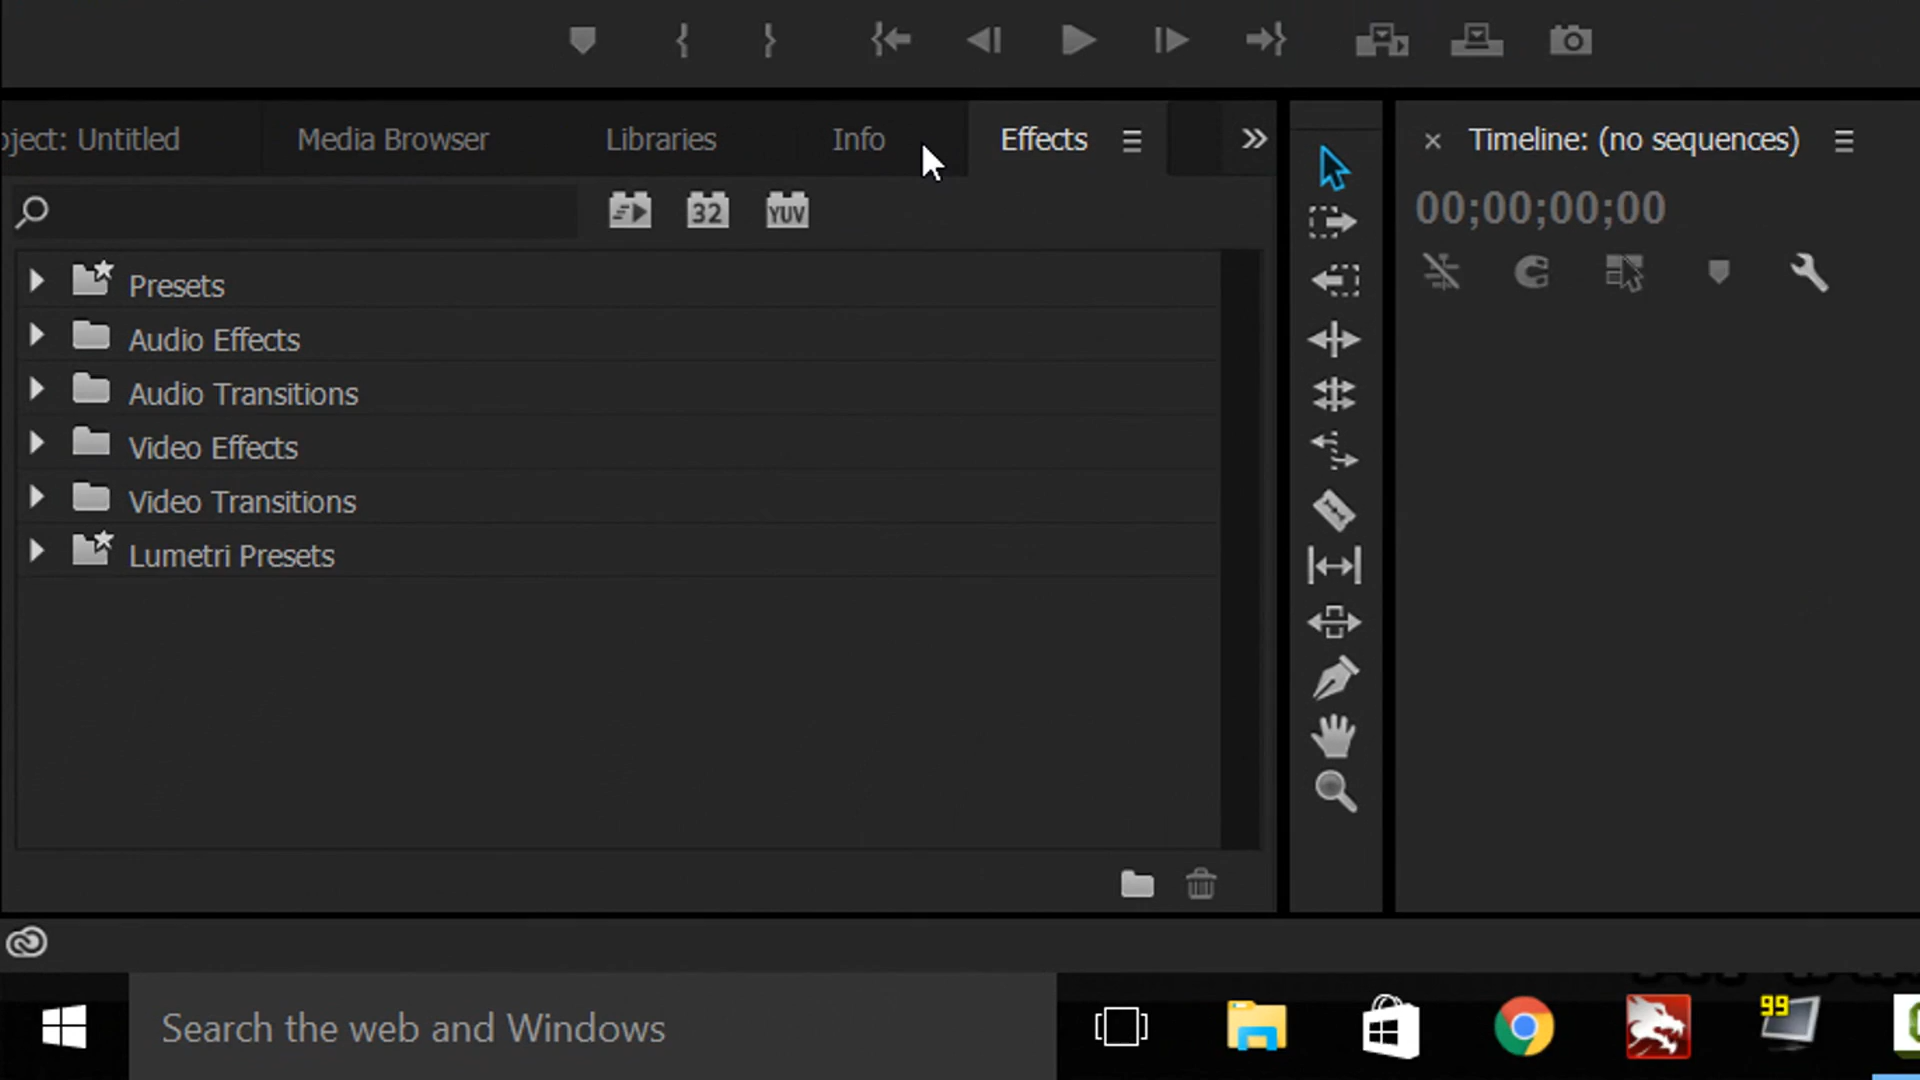 oject: Untitled
Media Browser
Libraries
Info
Effects
Timeline: (no sequences)
32
YUV
00;00;00;00
Presets
Audio Effects
Audio Transitions
Video Effects
Video Transitions
Lumetri Presets
Search the web and Windows
99